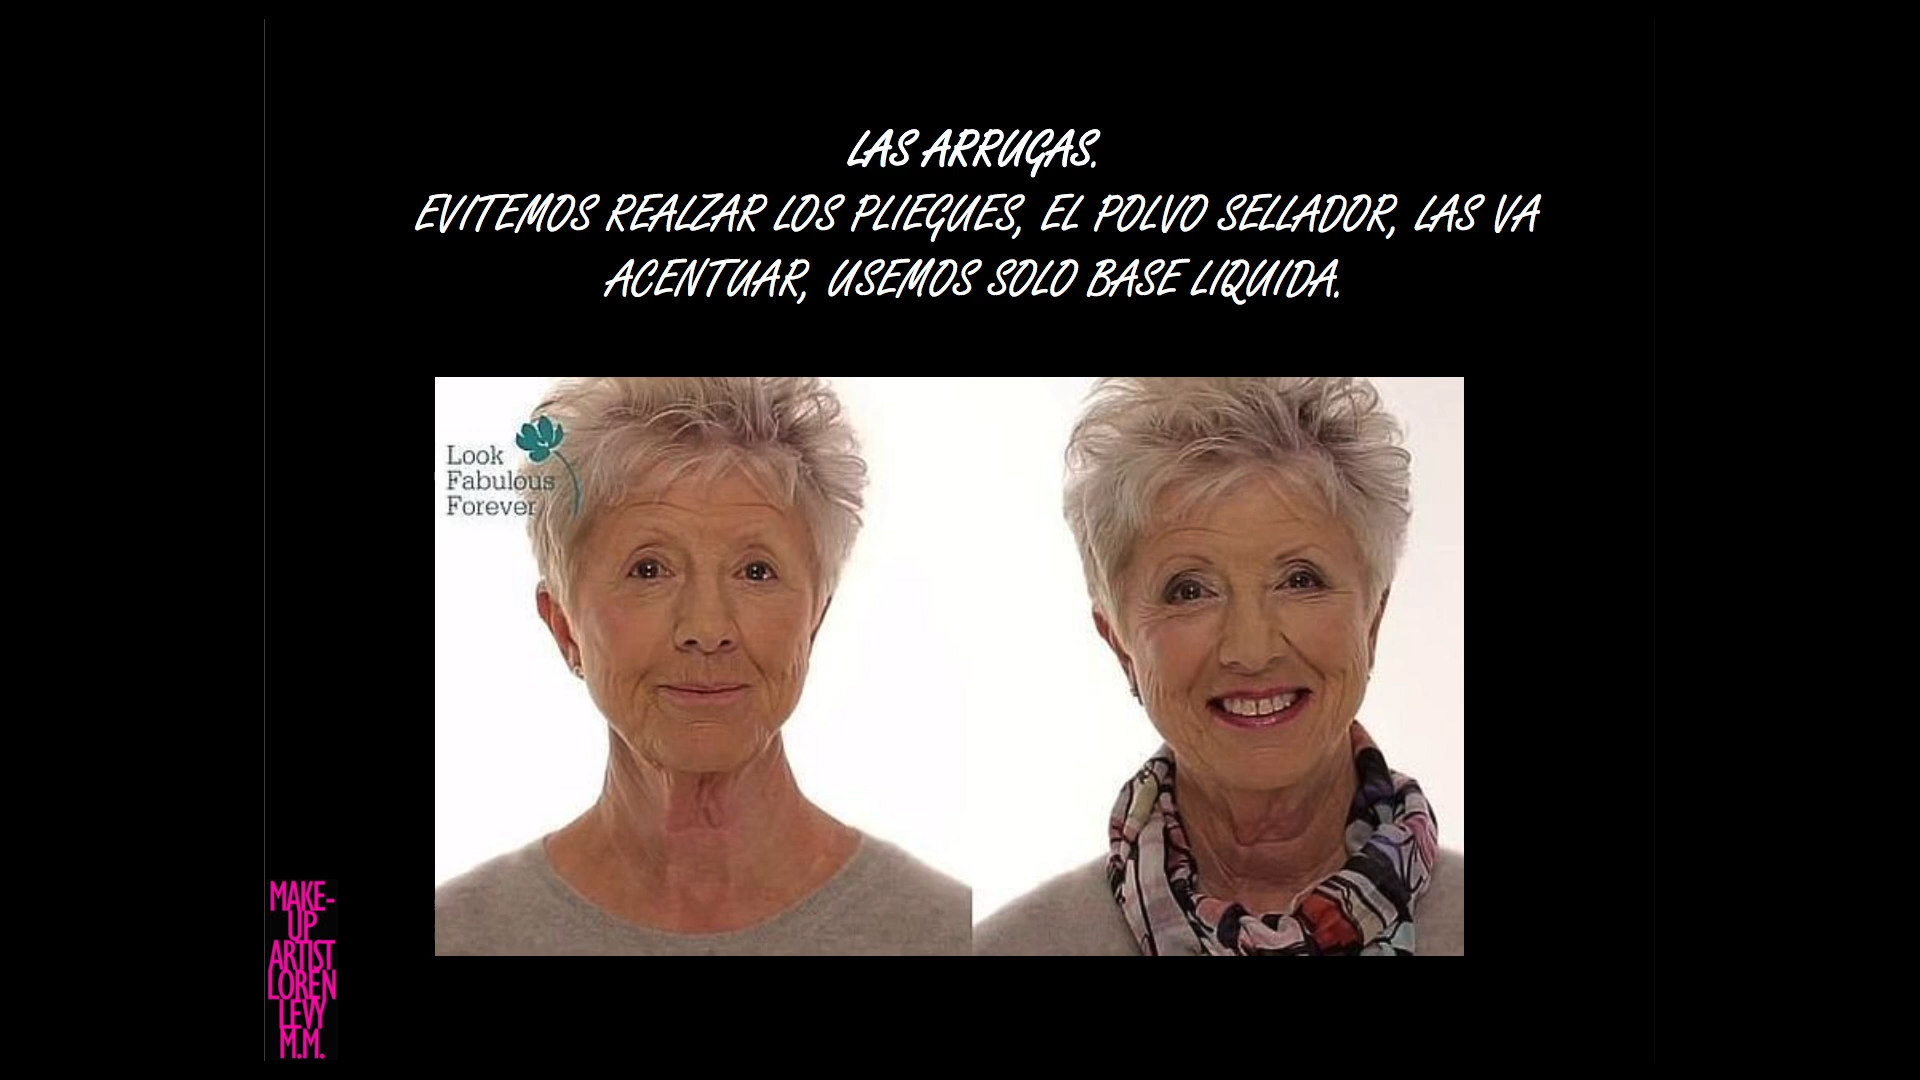 LAS ARRUGAS.
EVITEMOS REALZAR LOS PLIEGUES, EL POLVO SELLADOR, LAS VA
ACENTUAR, USEMOS SOLO BASE LIQUIDA.
Look
Fabulous
Forever
MAKE-
UP
ARTIST
LOREN
LEVY
M.M.